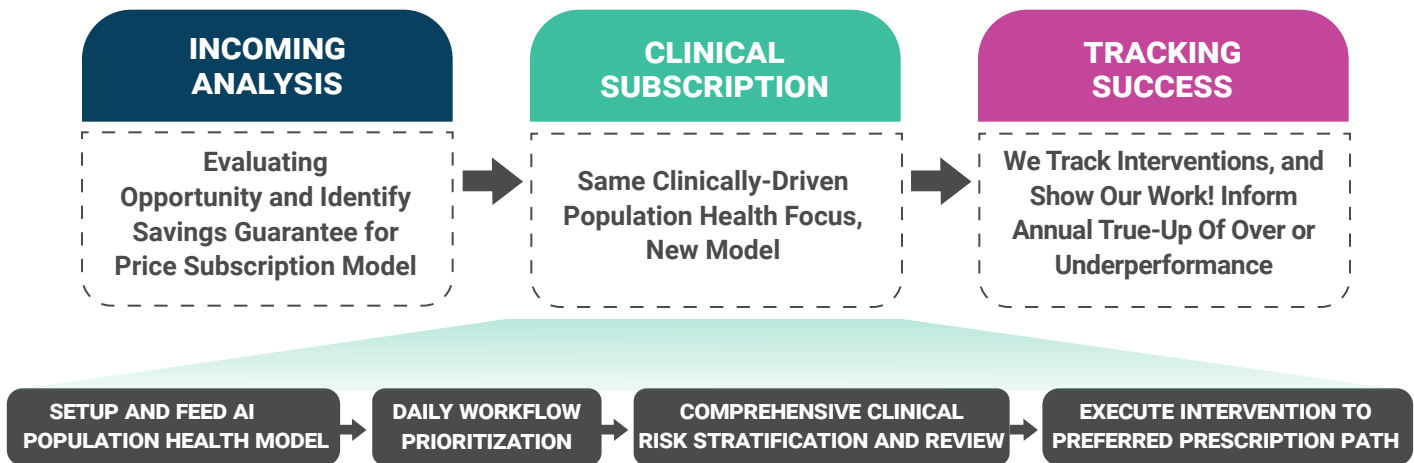 INCOMING
ANALYSIS
Evaluating
Opportunity and Identify
Savings Guarantee for
Price Subscription Model
CLINICAL
SUBSCRIPTION
Same Clinically-Driven
Population Health Focus,
New Model
TRACKING
SUCCESS
We Track Interventions, and
Show Our Work! Inform
Annual True-Up Of Over or
Underperformance
SETUP AND FEED AI
POPULATION HEALTH MODEL
DAILY WORKFLOW
PRIORITIZATION
COMPREHENSIVE CLINICAL
RISK STRATIFICATION AND REVIEW
EXECUTE INTERVENTION TO
PREFERRED PRESCRIPTION PATH